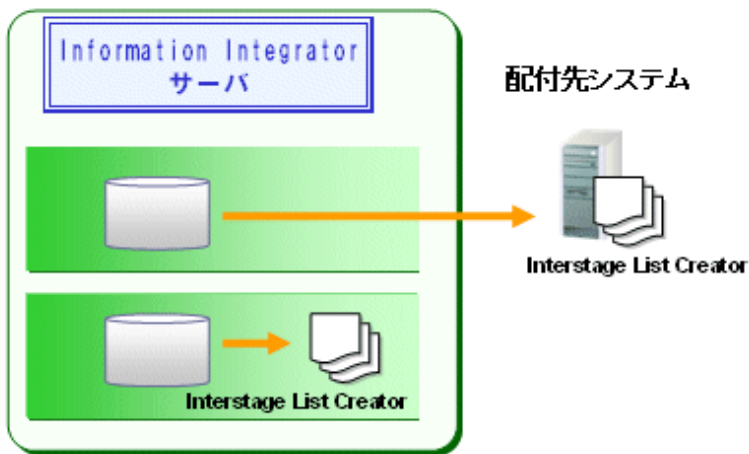 Information Integrator
サーバ
配付先システム
Interstage List Creator
Interstage List Creator